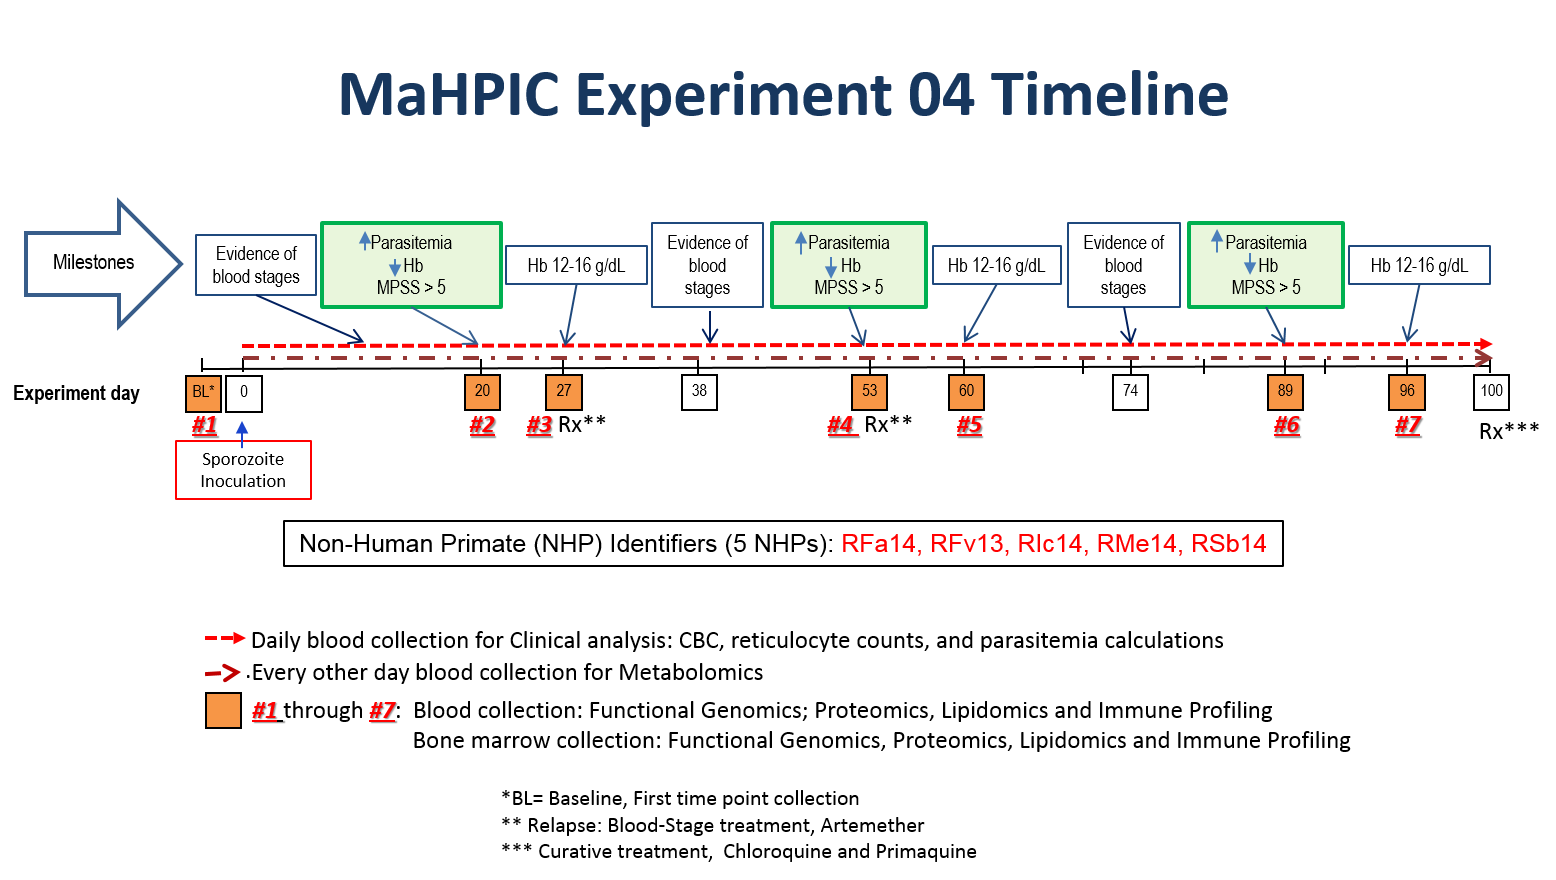 MaHPIC Experiment 04 Timeline
Milestones
Evidence of
blood stages
Parasitemia
Hb
MPSS > 5
Hb 12-16 g/dL
Evidence of
blood
stages
Parasitemia
Hb
MPSS > 5
Hb 12-16 g/dL
Evidence of
blood
stages
Parasitemia
Hb
MPSS > 5
Hb 12-16 g/dL
Experiment day
BL* 0 20 27 38 53 60 74 89 96 100
#1 #2 #3 Rx** #4 Rx** #5 #6 #7 Rx***
Sporozoite
Inoculation
Non-Human Primate (NHP) Identifiers (5 NHPs): RFa14, RFv13, RIc14, RMe14, RSb14
Daily blood collection for Clinical analysis: CBC, reticulocyte counts, and parasitemia calculations
.Every other day blood collection for Metabolomics
#1 through #7: Blood collection: Functional Genomics; Proteomics, Lipidomics and Immune Profiling
Bone marrow collection: Functional Genomics, Proteomics, Lipidomics and Immune Profiling
*BL= Baseline, First time point collection
** Relapse: Blood-Stage treatment, Artemether
*** Curative treatment, Chloroquine and Primaquine